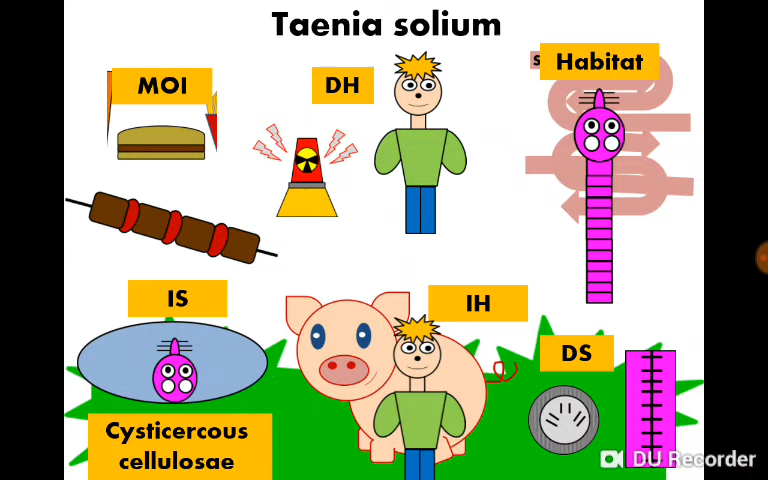 Taenia solium
MOI
DH
Habitat
IS
IH
DS
Cysticercous
cellulosae
DU Recorder